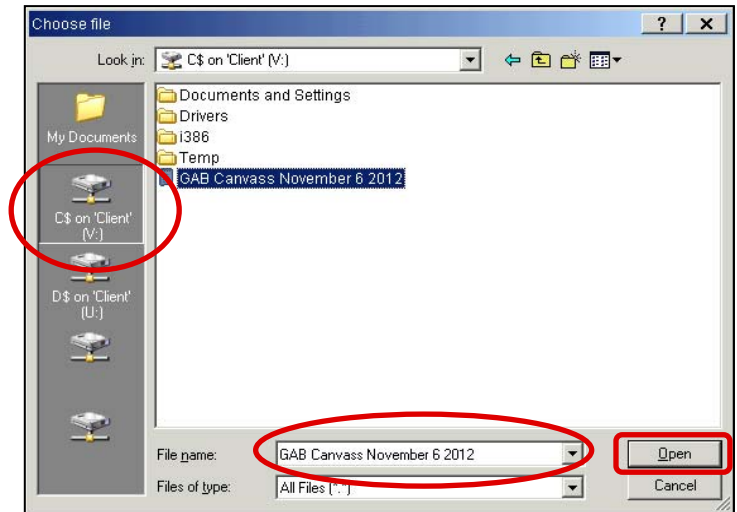 Choose file
Look in:
C$ on 'Client' (V:)
My Documents
C$ on 'Client'
(V:)
D$ on 'Client'
(U:)
Documents and Settings
Drivers
i386
Temp
GAB Canvass November 6 2012
File name:
GAB Canvass November 6 2012
Open
Files of type:
All Files (*.*)
Cancel